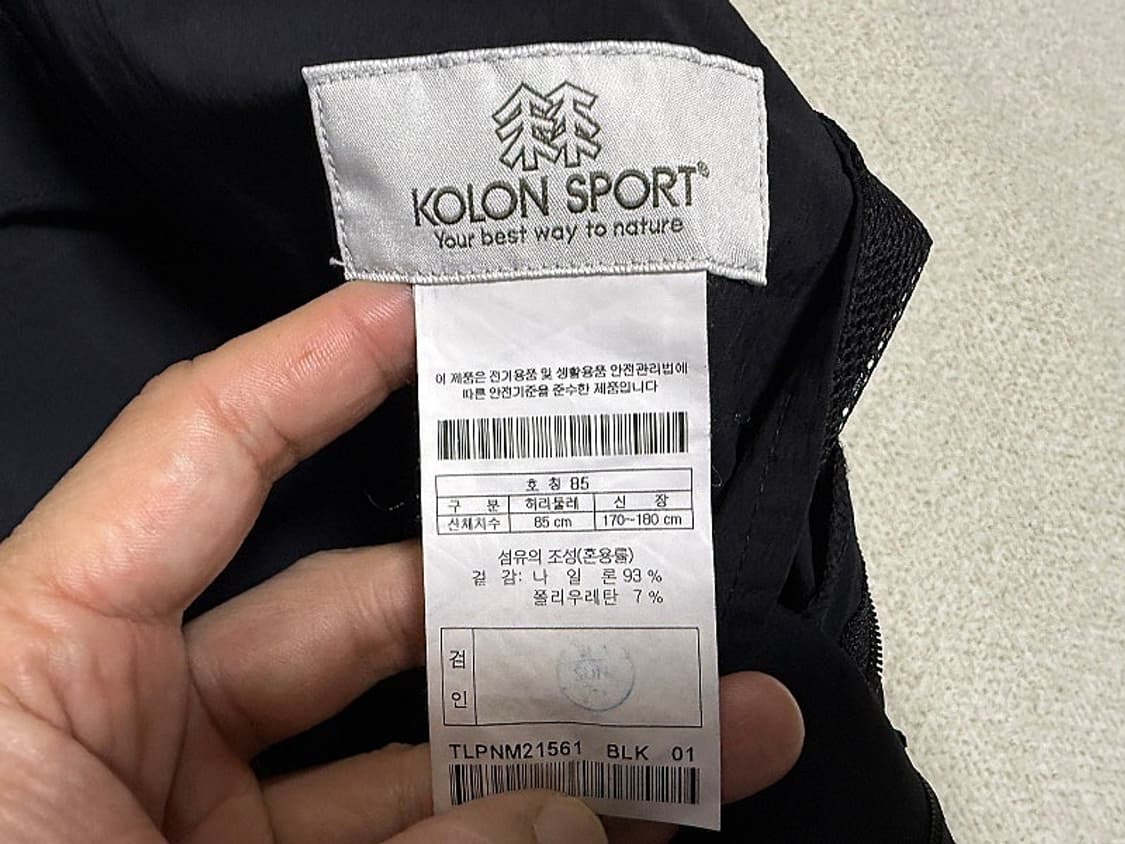 KOLON SPORT®
Your best way to nature
이 제품은 전기용품 및 생활용품 안전관리법에
따른 안전기준을 준수한 제품입니다
호 칭 85
구 분 허리둘레 신 장
신체치수 85 cm 170~180 cm
섬유의 조성(혼용률)
겉 감: 나 일 론 93 %
폴리우레탄 7 %
검
인
TLPNM21561 BLK 01